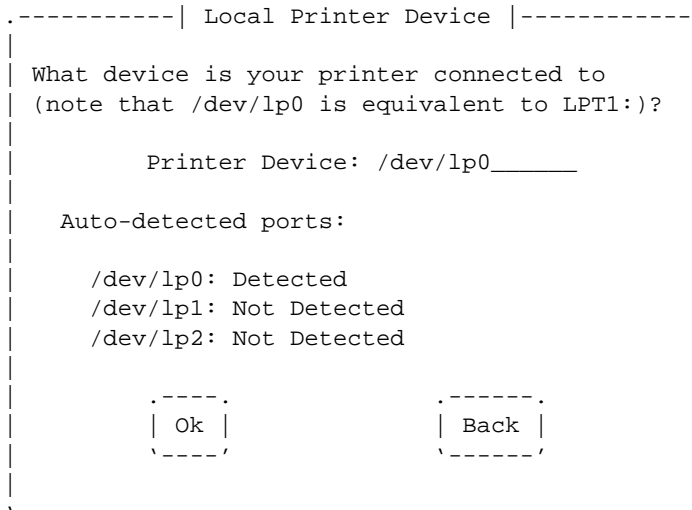 .-----------| Local Printer Device |------------
|
| What device is your printer connected to
| (note that /dev/lp0 is equivalent to LPT1:)?
|
|         Printer Device: /dev/lp0______
|
|   Auto-detected ports:
|
|     /dev/lp0: Detected
|     /dev/lp1: Not Detected
|     /dev/lp2: Not Detected
|
|         .----.              .------.
|         | Ok |              | Back |
|         ‘----’              ‘------’
|
‘